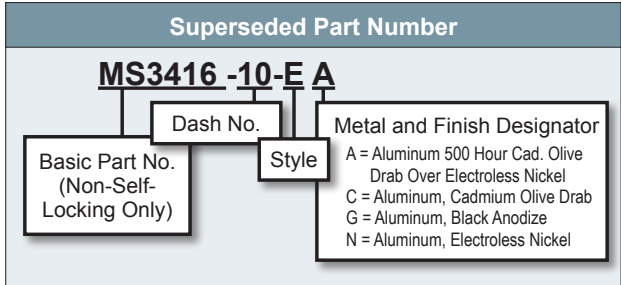 Superseded Part Number
MS3416 -10-E A
Dash No.
Basic Part No.
(Non-Self-
Locking Only)
Style
Metal and Finish Designator
A = Aluminum 500 Hour Cad. Olive
Drab Over Electroless Nickel
C = Aluminum, Cadmium Olive Drab
G = Aluminum, Black Anodize
N = Aluminum, Electroless Nickel